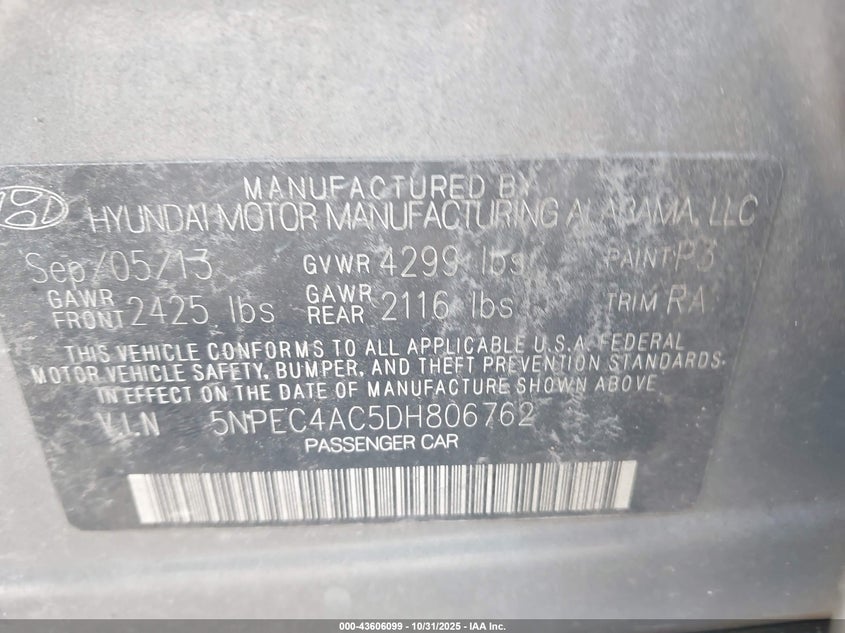 MANUFACTURED BY
HYUNDAI MOTOR MANUFACTURING ALABAMA, LLC
Sep/05/13 GVWR 4299 lbs PAINT P3
GAWR FRONT 2425 lbs GAWR REAR 2116 lbs TRIM RA
THIS VEHICLE CONFORMS TO ALL APPLICABLE U.S.A. FEDERAL
MOTOR VEHICLE SAFETY, BUMPER, AND THEFT PREVENTION STANDARDS
IN EFFECT ON THE DATE OF MANUFACTURE SHOWN ABOVE
V.I.N 5NPEC4AC5DH806762
PASSENGER CAR
000-43606099 - 10/31/2025 - IAA Inc.